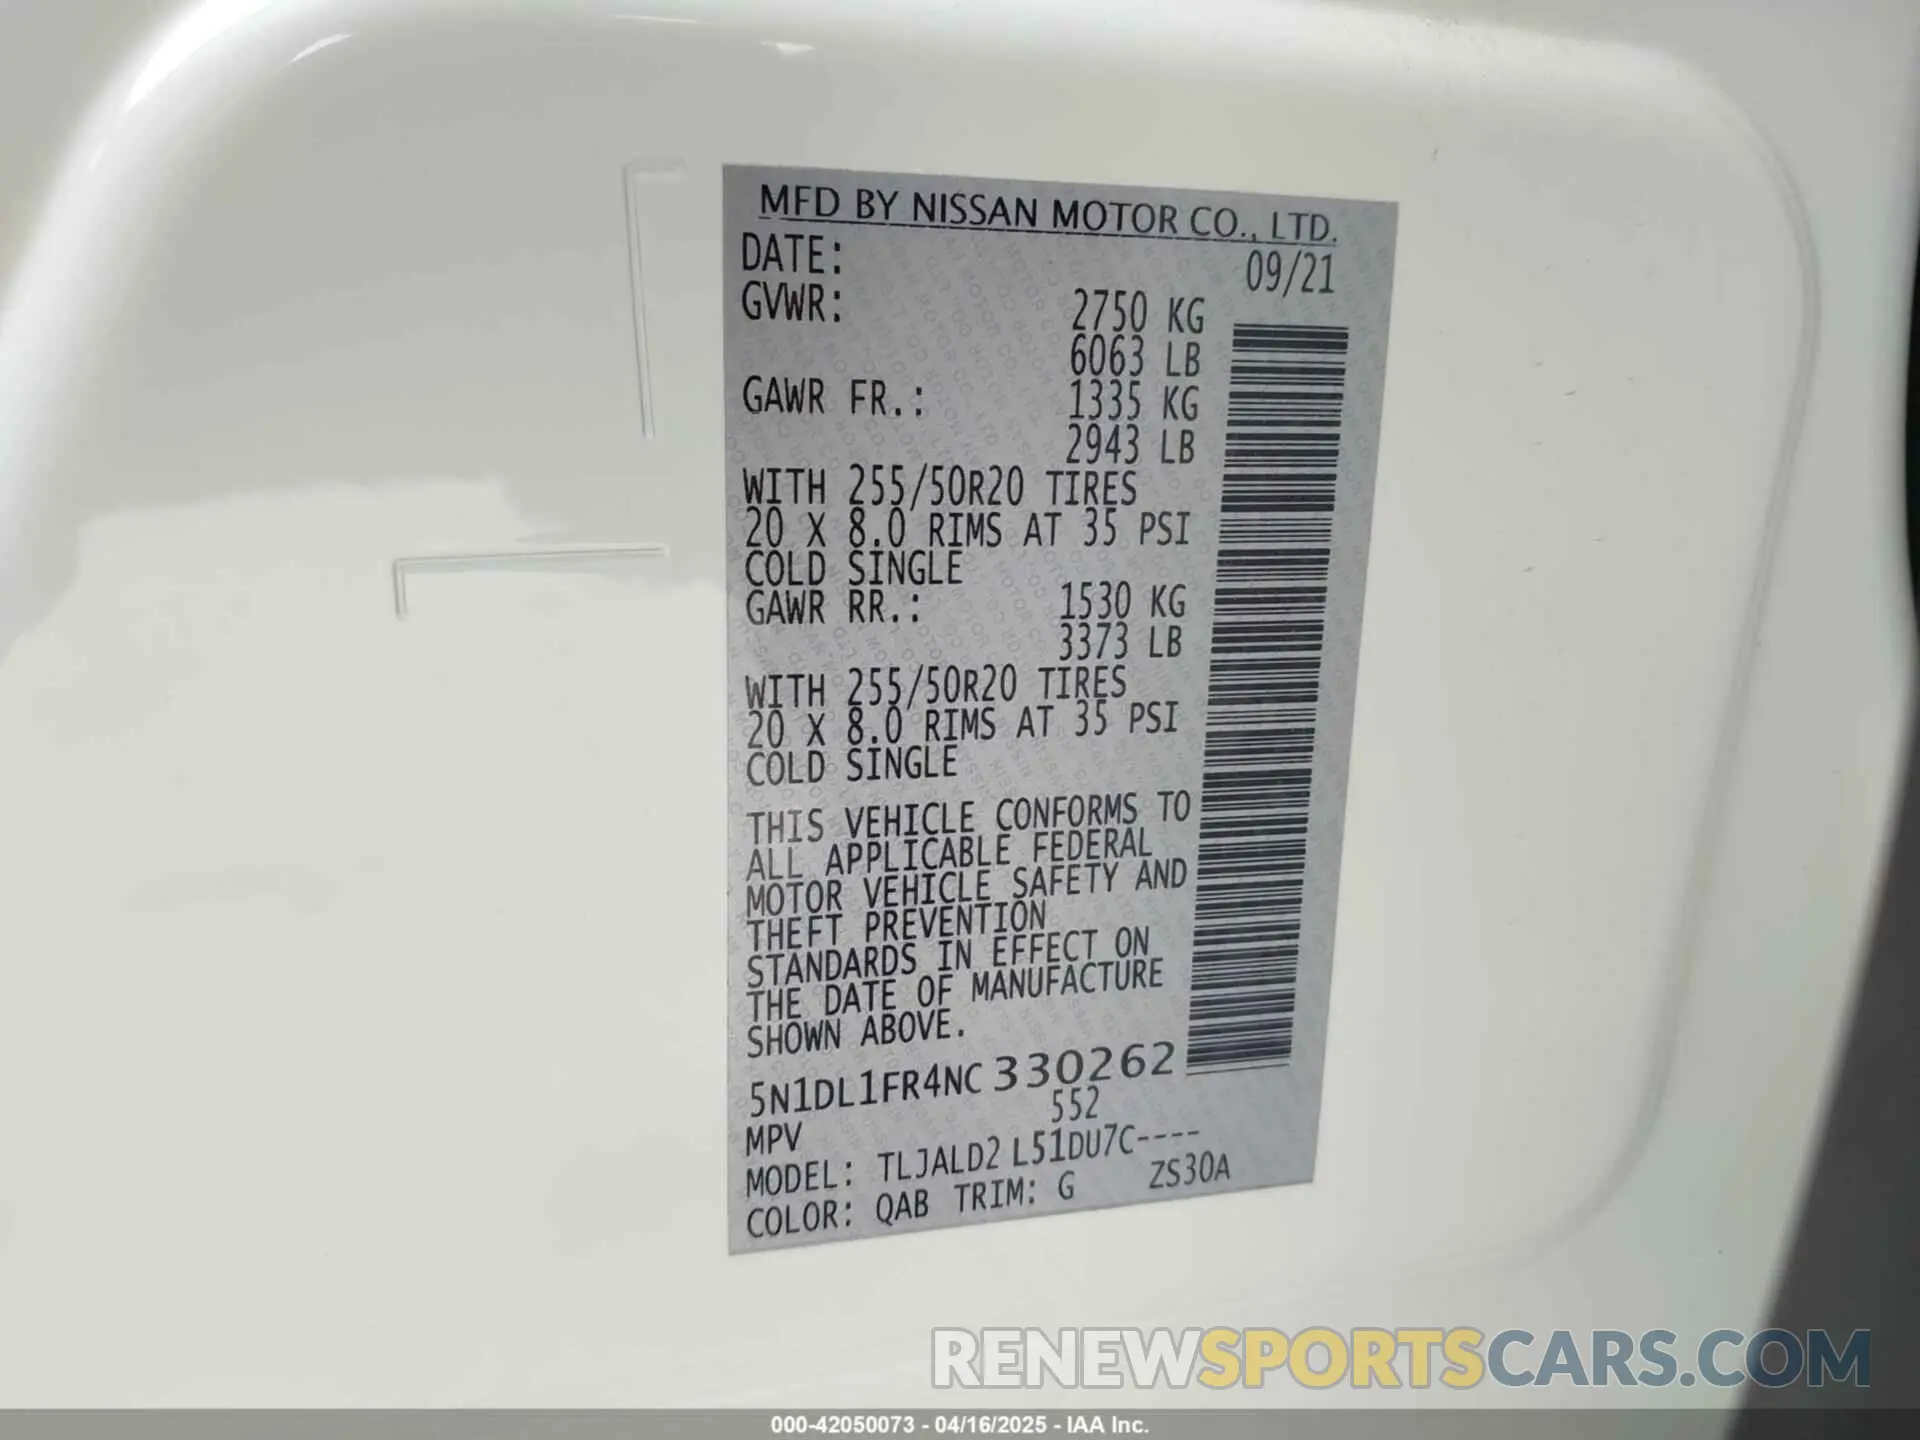 MFD BY NISSAN MOTOR CO., LTD.
DATE: 09/21
GVWR: 2750 KG
6063 LB
GAWR FR.: 1335 KG
2943 LB
WITH 255/50R20 TIRES
20 X 8.0 RIMS AT 35 PSI
COLD SINGLE
GAWR RR.: 1530 KG
3373 LB
WITH 255/50R20 TIRES
20 X 8.0 RIMS AT 35 PSI
COLD SINGLE
THIS VEHICLE CONFORMS TO
ALL APPLICABLE FEDERAL
MOTOR VEHICLE SAFETY AND
THEFT PREVENTION
STANDARDS IN EFFECT ON
THE DATE OF MANUFACTURE
SHOWN ABOVE.
5N1DL1FR4NC330262
552
MPV
MODEL: TLJALD2 L51DU7C----
COLOR: QAB TRIM: G ZS30A
RENEWSPORTSCARS.COM
000-42050073 - 04/16/2025 - IAA Inc.